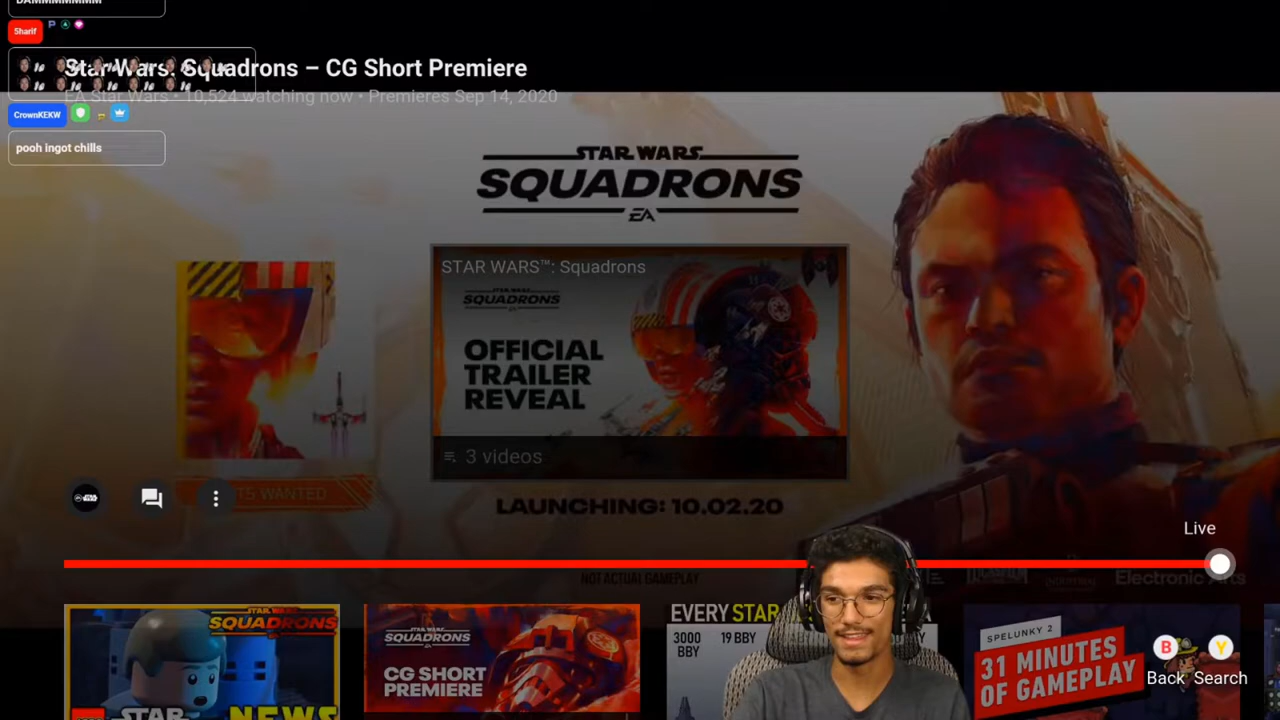 DAMMMMMMM
Sharif
Star Wars: Squadrons – CG Short Premiere
EA Star Wars • 10,524 watching now • Premieres Sep 14, 2020
CrownKEKW
pooh ingot chills
STAR WARS
SQUADRONS
EA
STAR WARS™: Squadrons
SQUADRONS
OFFICIAL
TRAILER
REVEAL
3 videos
WANTED
LAUNCHING: 10.02.20
Live
NOT ACTUAL GAMEPLAY
Electronic Arts
STAR WARS
SQUADRONS
STAR
NEWS
STAR WARS
SQUADRONS
CG SHORT
PREMIERE
EVERY STAR
3000
BBY
19 BBY
SPELUNKY 2
31 MINUTES
OF GAMEPLAY
B
Y
Back
Search